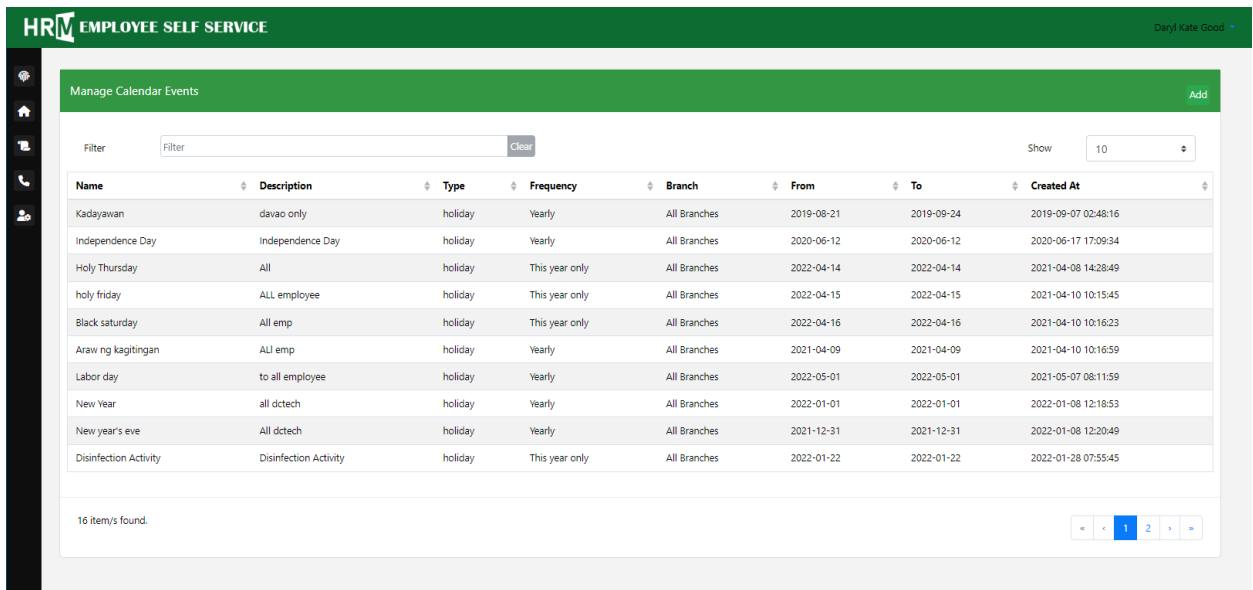 HRM EMPLOYEE SELF SERVICE
Daryl Kate Good
Manage Calendar Events
Add
Filter Filter Clear Show 10
Name Description Type Frequency Branch From To Created At
Kadayawan davao only holiday Yearly All Branches 2019-08-21 2019-09-24 2019-09-07 02:48:16
Independence Day Independence Day holiday Yearly All Branches 2020-06-12 2020-06-12 2020-06-17 17:09:34
Holy Thursday All holiday This year only All Branches 2022-04-14 2022-04-14 2021-04-08 14:28:49
holy friday ALL employee holiday This year only All Branches 2022-04-15 2022-04-15 2021-04-10 10:15:45
Black saturday All emp holiday This year only All Branches 2022-04-16 2022-04-16 2021-04-10 10:16:23
Araw ng kagitingan ALl emp holiday Yearly All Branches 2021-04-09 2021-04-09 2021-04-10 10:16:59
Labor day to all employee holiday Yearly All Branches 2022-05-01 2022-05-01 2021-05-07 08:11:59
New Year all dctech holiday Yearly All Branches 2022-01-01 2022-01-01 2022-01-08 12:18:53
New year's eve All dctech holiday Yearly All Branches 2021-12-31 2021-12-31 2022-01-08 12:20:49
Disinfection Activity Disinfection Activity holiday This year only All Branches 2022-01-22 2022-01-22 2022-01-28 07:55:45
16 item/s found.
« ‹ 1 2 › »